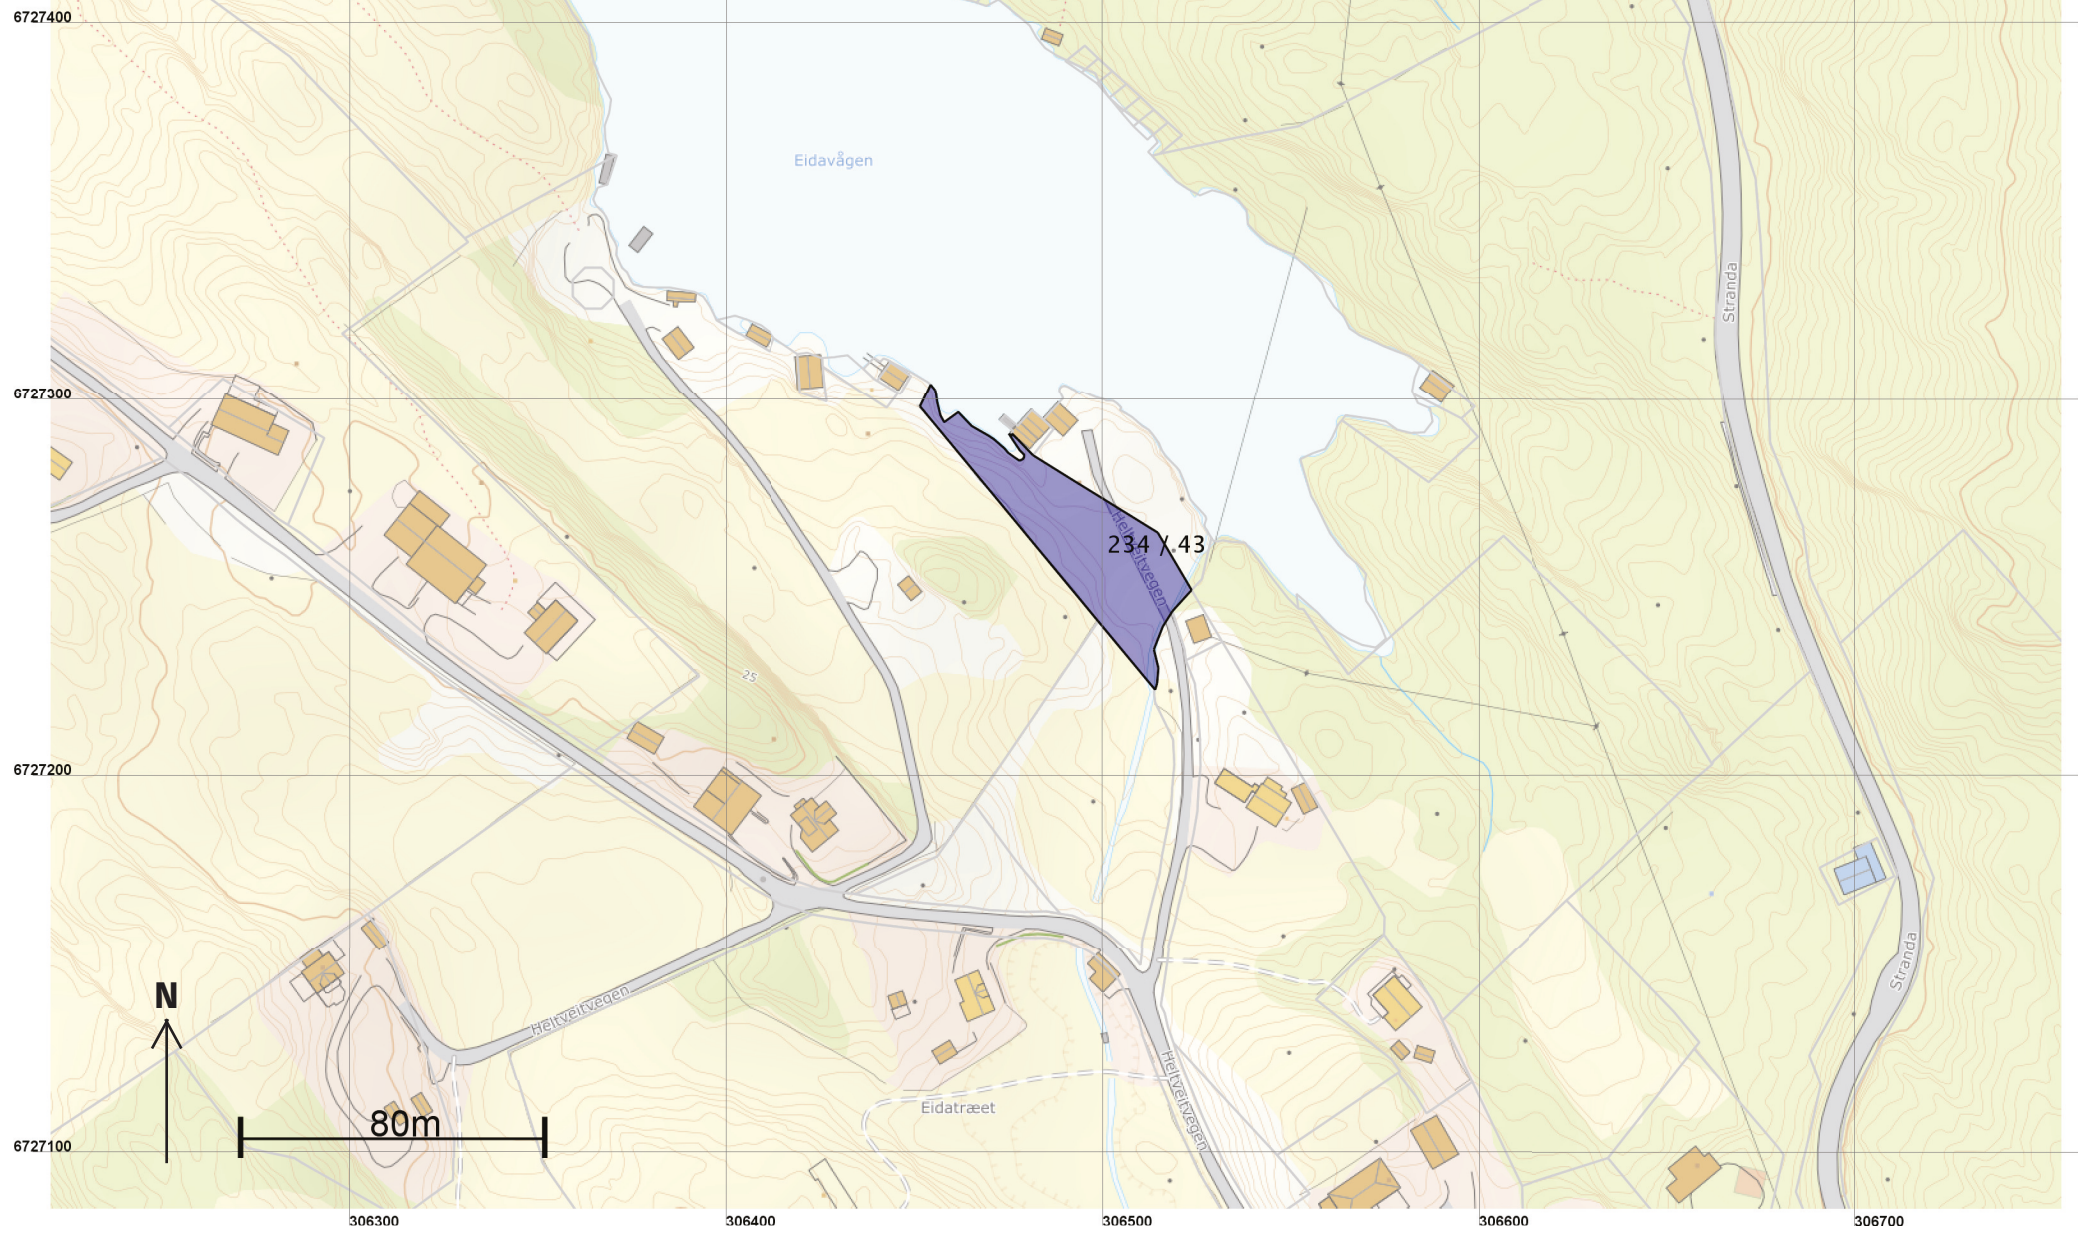 6727400
Eidavågen
Stranda
6727300
Heltveitvegen
234 / 43
25
6727200
Stranda
N
Heltveitvegen
Heltveitvegen
Eidatræet
80m
6727100
306300
306400
306500
306600
306700